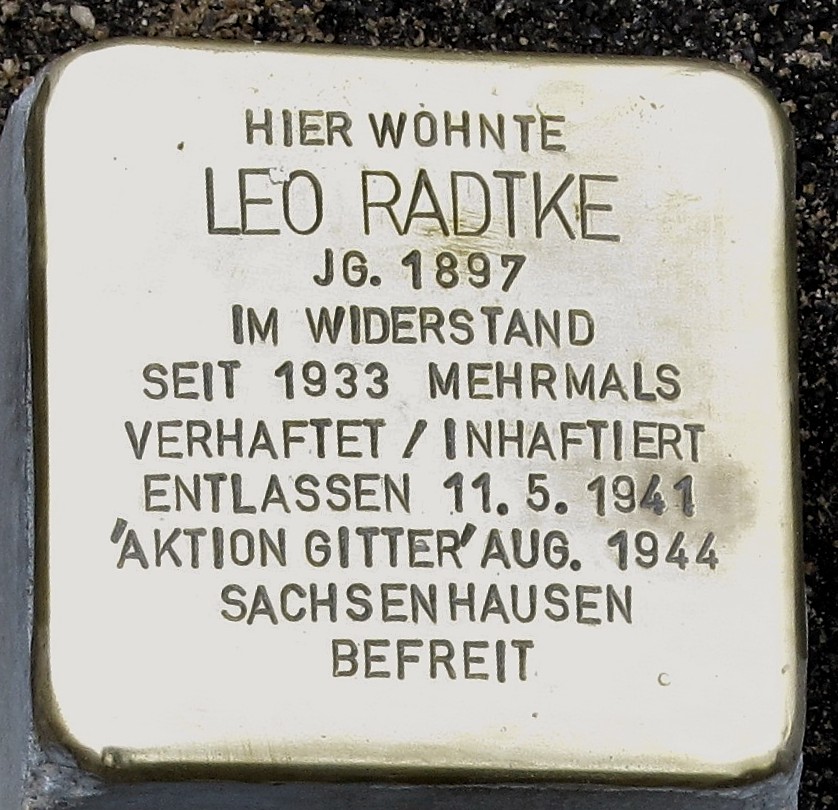 HIER WOHNTE
LEO RADTKE
JG. 1897
IM WIDERSTAND
SEIT 1933 MEHRMALS
VERHAFTET / INHAFTIERT
ENTLASSEN 11. 5. 1941
'AKTION GITTER' AUG. 1944
SACHSENHAUSEN
BEFREIT